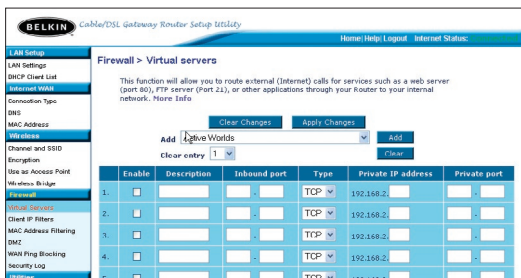 BELKIN Cable/DSL Gateway Router Setup Utility
Home|Help|Logout Internet Status:
LAN Setup
LAN Settings
DHCP Client List
Internet WAN
Connection Type
DNS
MAC Address
Wireless
Channel and SSID
Encryption
Use as Access Point
Wireless Bridge
Firewall
Virtual Servers
Client IP Filters
MAC Address Filtering
DMZ
WAN Ping Blocking
Security Log
Utilities
Firewall > Virtual servers
This function will allow you to route external (Internet) calls for services such as a web server
(port 80), FTP server (Port 21), or other applications through your Router to your internal
network. More Info
Clear Changes Apply Changes
Add Active Worlds Add
Clear entry 1 Clear
Enable Description Inbound port Type Private IP address Private port
1. - TCP 192.168.2. -
2. - TCP 192.168.2. -
3. - TCP 192.168.2. -
4. - TCP 192.168.2. -
TCP